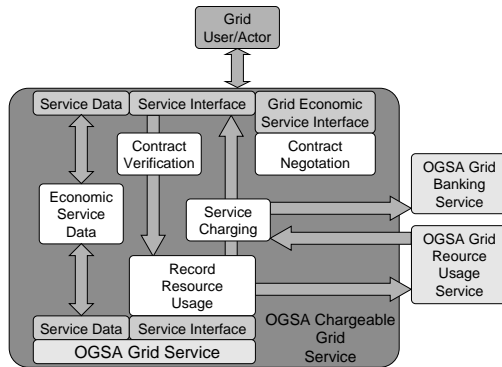 Grid
User/Actor
Service Data
Service Interface
Grid Economic
Service Interface
Contract
Verification
Contract
Negotation
OGSA Grid
Banking
Service
Economic
Service
Data
Service
Charging
OGSA Grid
Reource
Usage
Service
Record
Resource
Usage
Service Data
Service Interface
OGSA Chargeable
Grid
Service
OGSA Grid Service